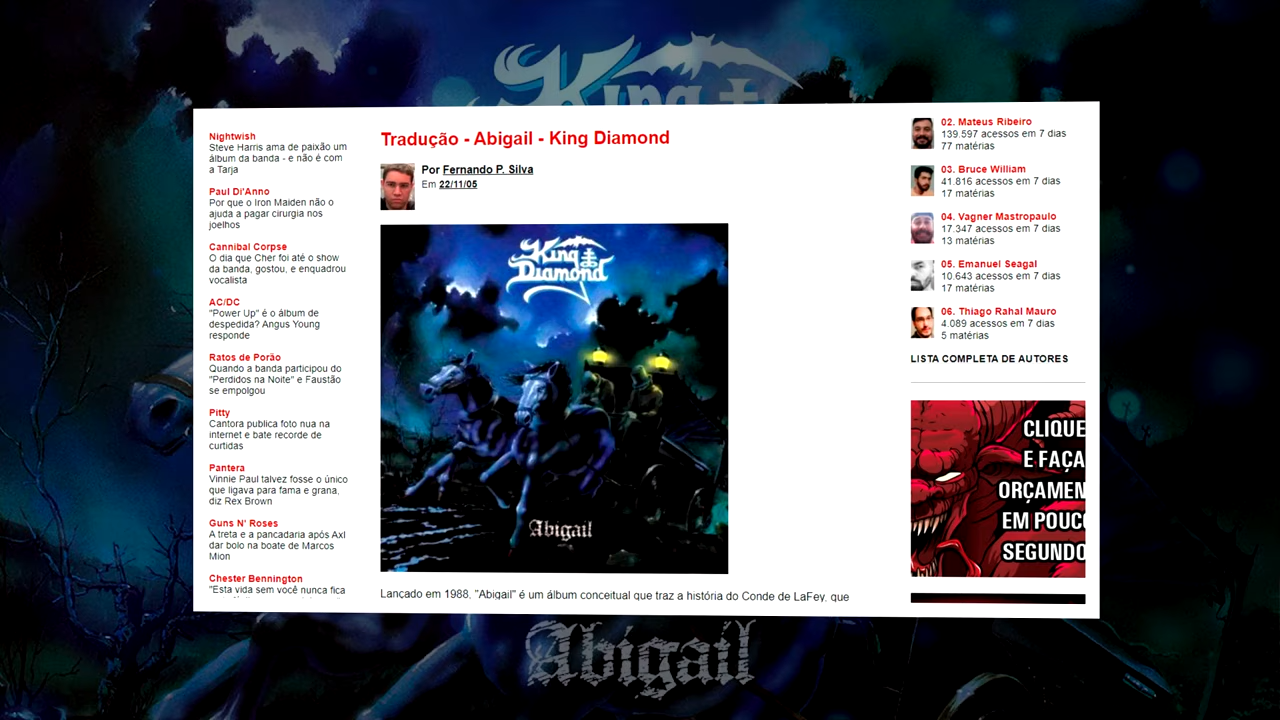 King
Nightwish
Steve Harris ama de paixão um
álbum da banda - e não é com
a Tarja
Paul Di'Anno
Por que o Iron Maiden não o
ajuda a pagar cirurgia nos
joelhos
Cannibal Corpse
O dia que Cher foi até o show
da banda, gostou, e enquadrou
vocalista
AC/DC
"Power Up" é o álbum de
despedida? Angus Young
responde
Ratos de Porão
Quando a banda participou do
"Perdidos na Noite" e Faustão
se empolgou
Pitty
Cantora publica foto nua na
internet e bate recorde de
curtidas
Pantera
Vinnie Paul talvez fosse o único
que ligava para fama e grana,
diz Rex Brown
Guns N' Roses
A treta e a pancadaria após Axl
dar bolo na boate de Marcos
Mion
Chester Bennington
"Esta vida sem você nunca fica
Tradução - Abigail - King Diamond
Por Fernando P. Silva
Em 22/11/05
King
Diamond
Abigail
Lançado em 1988, "Abigail" é um álbum conceitual que traz a história do Conde de LaFey, que
02. Mateus Ribeiro
139.597 acessos em 7 dias
77 matérias
03. Bruce William
41.816 acessos em 7 dias
17 matérias
04. Vagner Mastropaulo
17.347 acessos em 7 dias
13 matérias
05. Emanuel Seagal
10.643 acessos em 7 dias
17 matérias
06. Thiago Rahal Mauro
4.089 acessos em 7 dias
5 matérias
LISTA COMPLETA DE AUTORES
CLIQUE
E FAÇA
ORÇAMEN
EM POUCO
SEGUNDO
Abigail